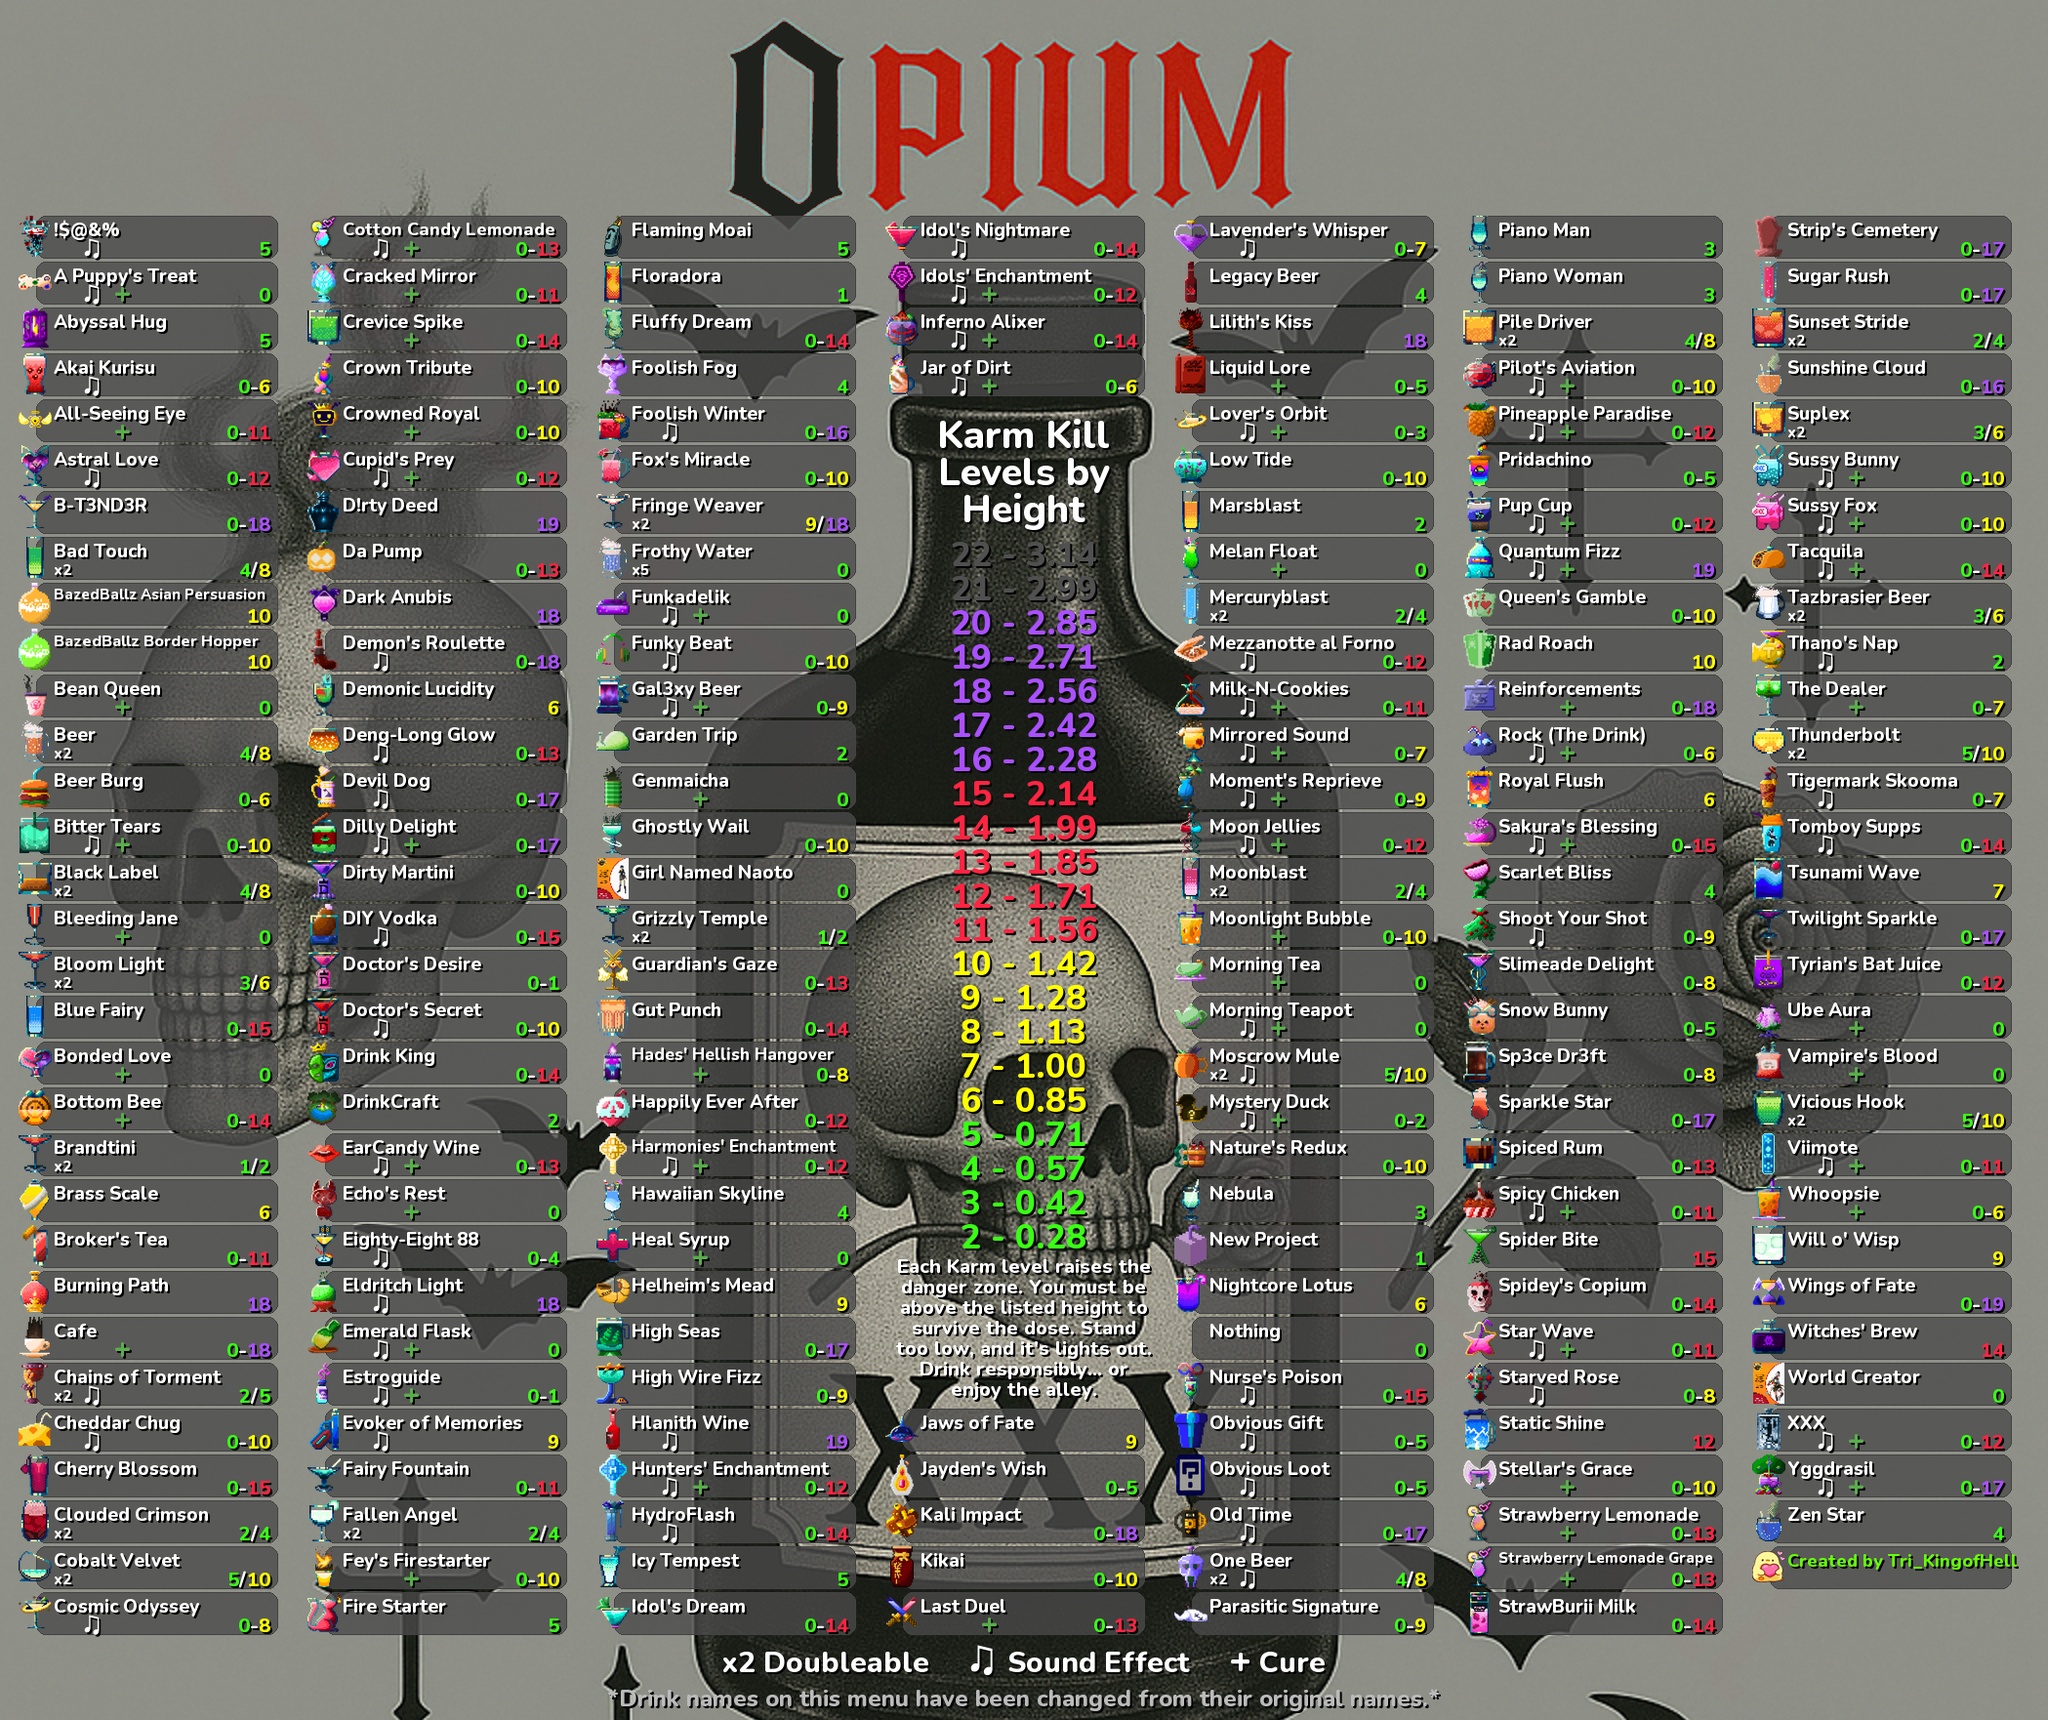 OPIUM
!$@&%
♫ 5
A Puppy's Treat
♫ + 0
Abyssal Hug
5
Akai Kurisu
♫ 0-6
All-Seeing Eye
+ 0-11
Astral Love
♫ 0-12
B-T3ND3R
0-18
Bad Touch
x2 4/8
BazedBallz Asian Persuasion
10
BazedBallz Border Hopper
10
Bean Queen
+ 0
Beer
x2 4/8
Beer Burg
0-6
Bitter Tears
♫ + 0-10
Black Label
x2 4/8
Bleeding Jane
+ 0
Bloom Light
x2 3/6
Blue Fairy
0-15
Bonded Love
+ 0
Bottom Bee
+ 0-14
Brandtini
x2 1/2
Brass Scale
6
Broker's Tea
0-11
Burning Path
18
Cafe
+ 0-18
Chains of Torment
x2 ♫ 2/5
Cheddar Chug
♫ 0-10
Cherry Blossom
0-15
Clouded Crimson
x2 2/4
Cobalt Velvet
x2 5/10
Cosmic Odyssey
♫ 0-8
Cotton Candy Lemonade
♫ + 0-13
Cracked Mirror
+ 0-11
Crevice Spike
+ 0-14
Crown Tribute
0-10
Crowned Royal
+ 0-10
Cupid's Prey
♫ + 0-12
D!rty Deed
19
Da Pump
0-13
Dark Anubis
18
Demon's Roulette
♫ 0-18
Demonic Lucidity
6
Deng-Long Glow
♫ 0-13
Devil Dog
♫ 0-17
Dilly Delight
♫ + 0-17
Dirty Martini
0-10
DIY Vodka
♫ 0-15
Doctor's Desire
0-1
Doctor's Secret
♫ 0-10
Drink King
0-14
DrinkCraft
2
EarCandy Wine
♫ + 0-13
Echo's Rest
+ 0
Eighty-Eight 88
♫ 0-4
Eldritch Light
♫ 18
Emerald Flask
♫ + 0
Estroguide
♫ + 0-1
Evoker of Memories
♫ 9
Fairy Fountain
0-11
Fallen Angel
x2 2/4
Fey's Firestarter
+ 0-10
Fire Starter
5
Flaming Moai
5
Floradora
1
Fluffy Dream
0-14
Foolish Fog
4
Foolish Winter
♫ 0-16
Fox's Miracle
0-10
Fringe Weaver
x2 9/18
Frothy Water
x5 0
Funkadelik
♫ + 0
Funky Beat
♫ 0-10
Gal3xy Beer
♫ + 0-9
Garden Trip
2
Genmaicha
+ 0
Ghostly Wail
0-10
Girl Named Naoto
0
Grizzly Temple
x2 1/2
Guardian's Gaze
0-13
Gut Punch
0-14
Hades' Hellish Hangover
+ 0-8
Happily Ever After
0-12
Harmonies' Enchantment
♫ + 0-12
Hawaiian Skyline
4
Heal Syrup
+ 0
Helheim's Mead
9
High Seas
0-17
High Wire Fizz
0-9
Hlanith Wine
♫ 19
Hunters' Enchantment
♫ + 0-12
HydroFlash
♫ 0-14
Icy Tempest
5
Idol's Dream
0-14
Idol's Nightmare
♫ 0-14
Idols' Enchantment
♫ + 0-12
Inferno Alixer
♫ + 0-14
Jar of Dirt
♫ + 0-6
Karm Kill
Levels by
Height
22 - 3.14
21 - 2.99
20 - 2.85
19 - 2.71
18 - 2.56
17 - 2.42
16 - 2.28
15 - 2.14
14 - 1.99
13 - 1.85
12 - 1.71
11 - 1.56
10 - 1.42
9 - 1.28
8 - 1.13
7 - 1.00
6 - 0.85
5 - 0.71
4 - 0.57
3 - 0.42
2 - 0.28
Each Karm level raises the
danger zone. You must be
above the listed height to
survive the dose. Stand
too low, and it's lights out.
Drink responsibly... or
enjoy the alley.
XXX
Jaws of Fate
9
Jayden's Wish
0-5
Kali Impact
0-18
Kikai
0-10
Last Duel
+ 0-13
Lavender's Whisper
♫ 0-7
Legacy Beer
4
Lilith's Kiss
18
Liquid Lore
+ 0-5
Lover's Orbit
♫ + 0-3
Low Tide
0-10
Marsblast
2
Melan Float
+ 0
Mercuryblast
x2 2/4
Mezzanotte al Forno
♫ 0-12
Milk-N-Cookies
♫ + 0-11
Mirrored Sound
♫ + 0-7
Moment's Reprieve
♫ + 0-9
Moon Jellies
♫ + 0-12
Moonblast
x2 2/4
Moonlight Bubble
+ 0-10
Morning Tea
+ 0
Morning Teapot
♫ + 0
Moscrow Mule
x2 ♫ 5/10
Mystery Duck
♫ + 0-2
Nature's Redux
0-10
Nebula
3
New Project
1
Nightcore Lotus
6
Nothing
0
Nurse's Poison
♫ 0-15
Obvious Gift
♫ 0-5
Obvious Loot
♫ 0-5
Old Time
♫ 0-17
One Beer
x2 ♫ 4/8
Parasitic Signature
0-9
Piano Man
3
Piano Woman
3
Pile Driver
x2 4/8
Pilot's Aviation
♫ + 0-10
Pineapple Paradise
♫ + 0-12
Pridachino
0-5
Pup Cup
♫ + 0-12
Quantum Fizz
♫ + 19
Queen's Gamble
0-10
Rad Roach
10
Reinforcements
+ 0-18
Rock (The Drink)
♫ + 0-6
Royal Flush
6
Sakura's Blessing
♫ + 0-15
Scarlet Bliss
4
Shoot Your Shot
♫ 0-9
Slimeade Delight
0-8
Snow Bunny
0-5
Sp3ce Dr3ft
0-8
Sparkle Star
0-17
Spiced Rum
0-13
Spicy Chicken
♫ + 0-11
Spider Bite
15
Spidey's Copium
0-14
Star Wave
♫ + 0-11
Starved Rose
♫ 0-8
Static Shine
12
Stellar's Grace
+ 0-10
Strawberry Lemonade
+ 0-13
Strawberry Lemonade Grape
+ 0-13
StrawBurii Milk
0-14
Strip's Cemetery
0-17
Sugar Rush
0-17
Sunset Stride
x2 2/4
Sunshine Cloud
0-16
Suplex
x2 3/6
Sussy Bunny
♫ + 0-10
Sussy Fox
♫ + 0-10
Tacquila
♫ + 0-14
Tazbrasier Beer
x2 3/6
Thano's Nap
♫ 2
The Dealer
+ 0-7
Thunderbolt
x2 5/10
Tigermark Skooma
♫ 0-7
Tomboy Supps
♫ 0-14
Tsunami Wave
7
Twilight Sparkle
0-17
Tyrian's Bat Juice
0-12
Ube Aura
+ 0
Vampire's Blood
+ 0
Vicious Hook
x2 5/10
Viimote
♫ + 0-11
Whoopsie
+ 0-6
Will o' Wisp
9
Wings of Fate
0-19
Witches' Brew
14
World Creator
0
XXX
♫ + 0-12
Yggdrasil
♫ + 0-17
Zen Star
4
Created by Tri_KingofHell
x2 Doubleable ♫ Sound Effect + Cure
*Drink names on this menu have been changed from their original names.*